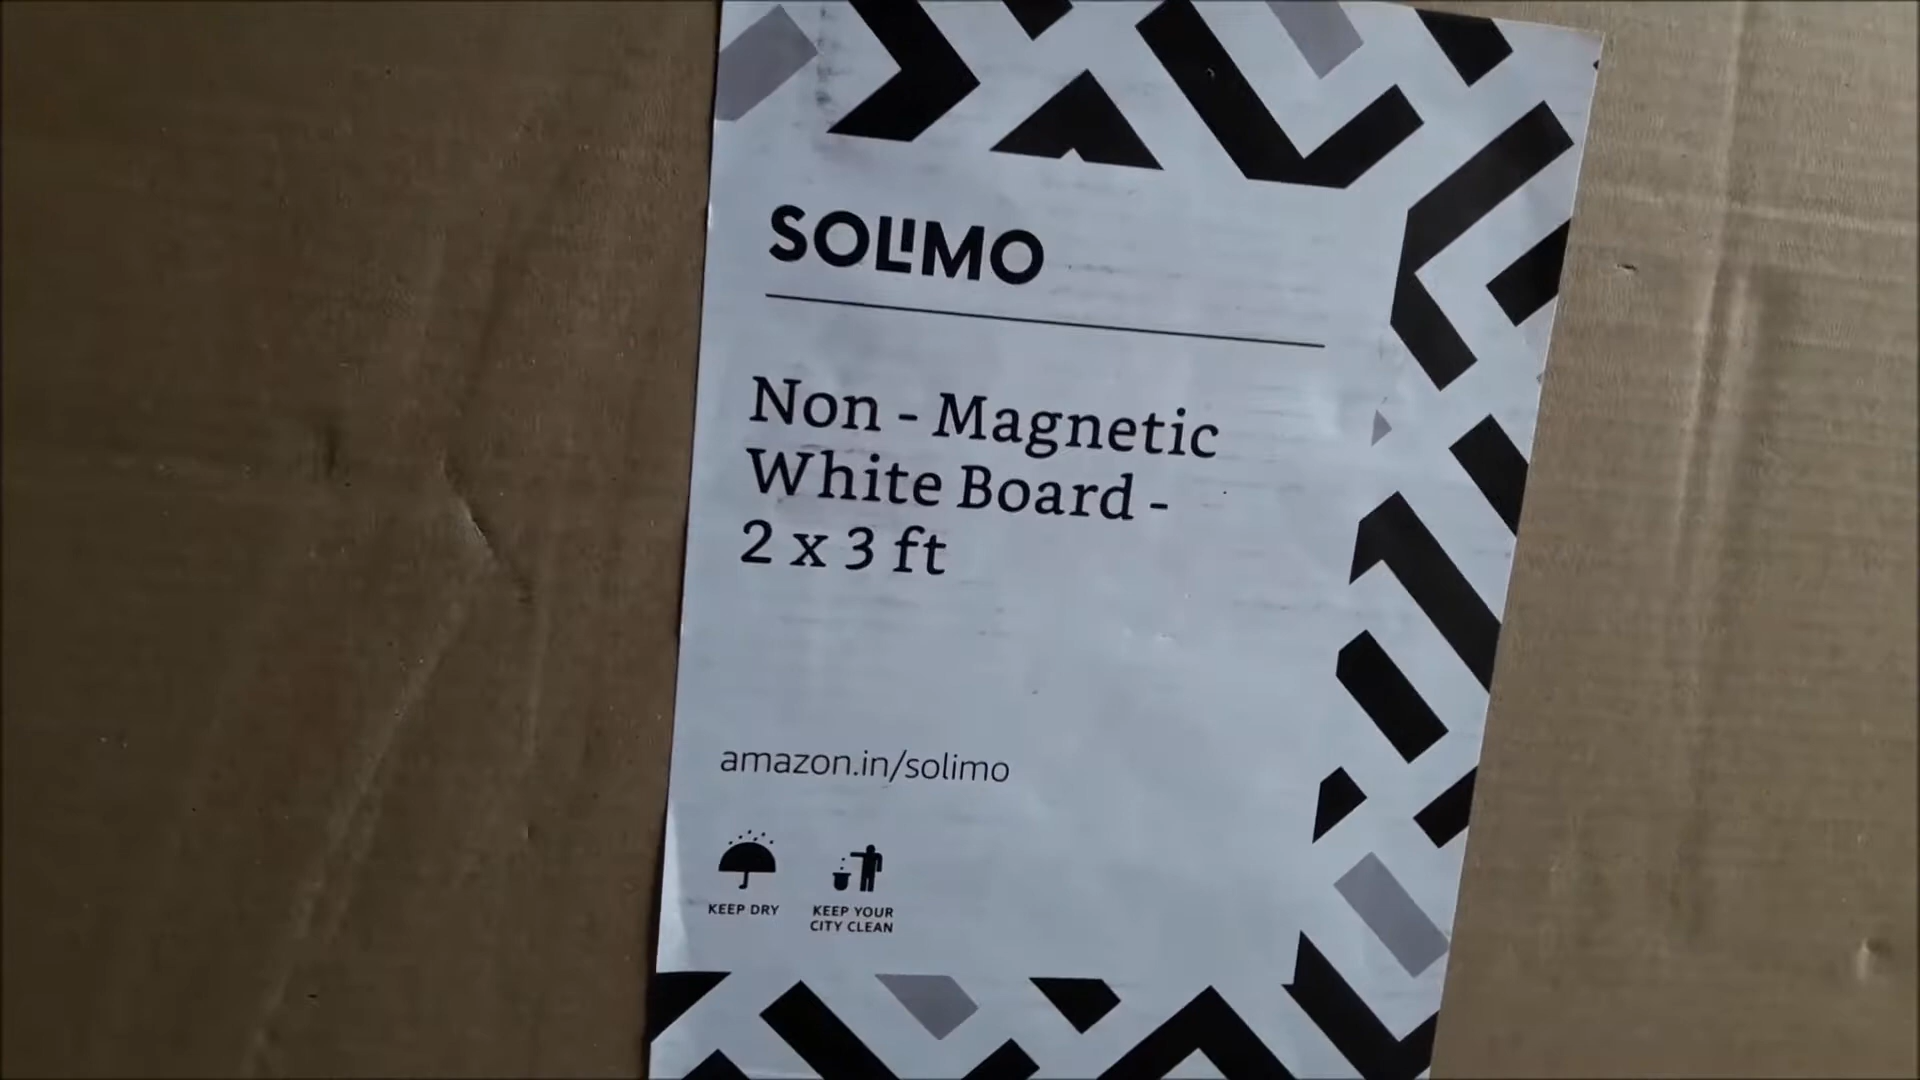 SOLIMO
Non - Magnetic
White Board -
2 x 3 ft
amazon.in/solimo
KEEP DRY
KEEP YOUR
CITY CLEAN